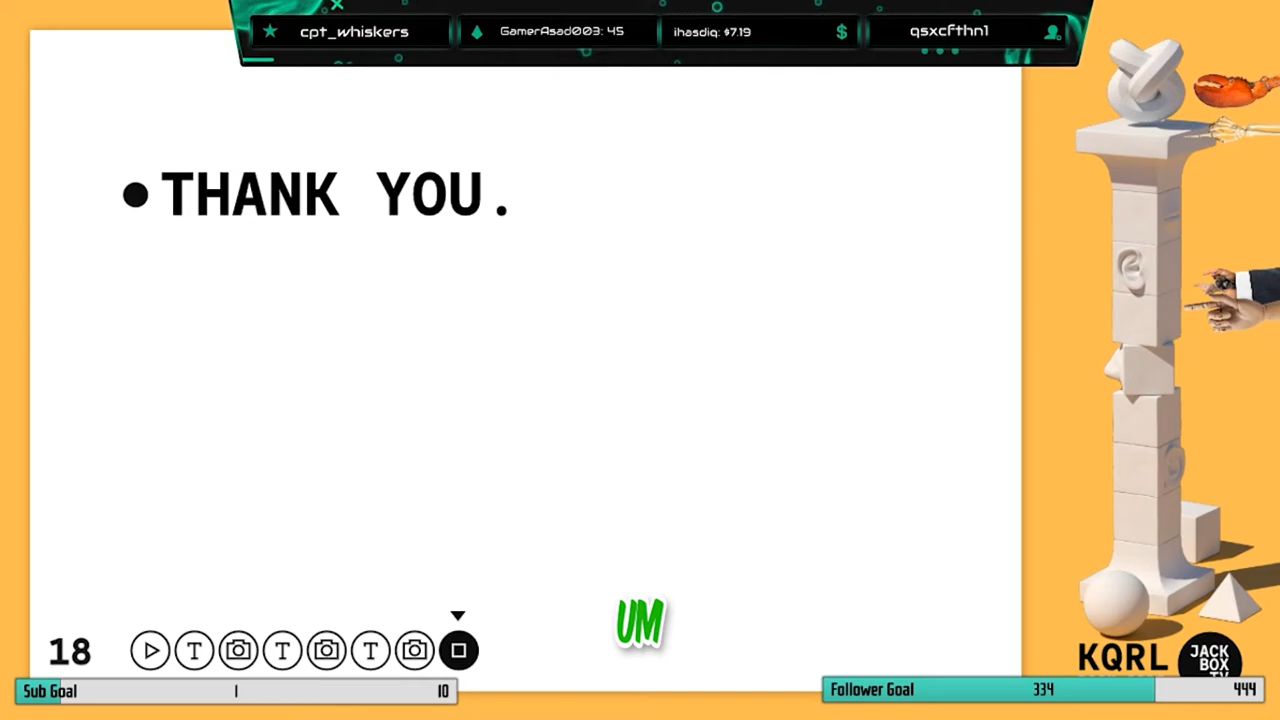 cpt_whiskers
GamerAsad003: 45
ihasdiq: $7.19
$
qsxcfthn1
•THANK YOU.
UM
18
T
T
T
KQRL
JACK
BOX
TV
Sub Goal
1
10
Follower Goal
334
444